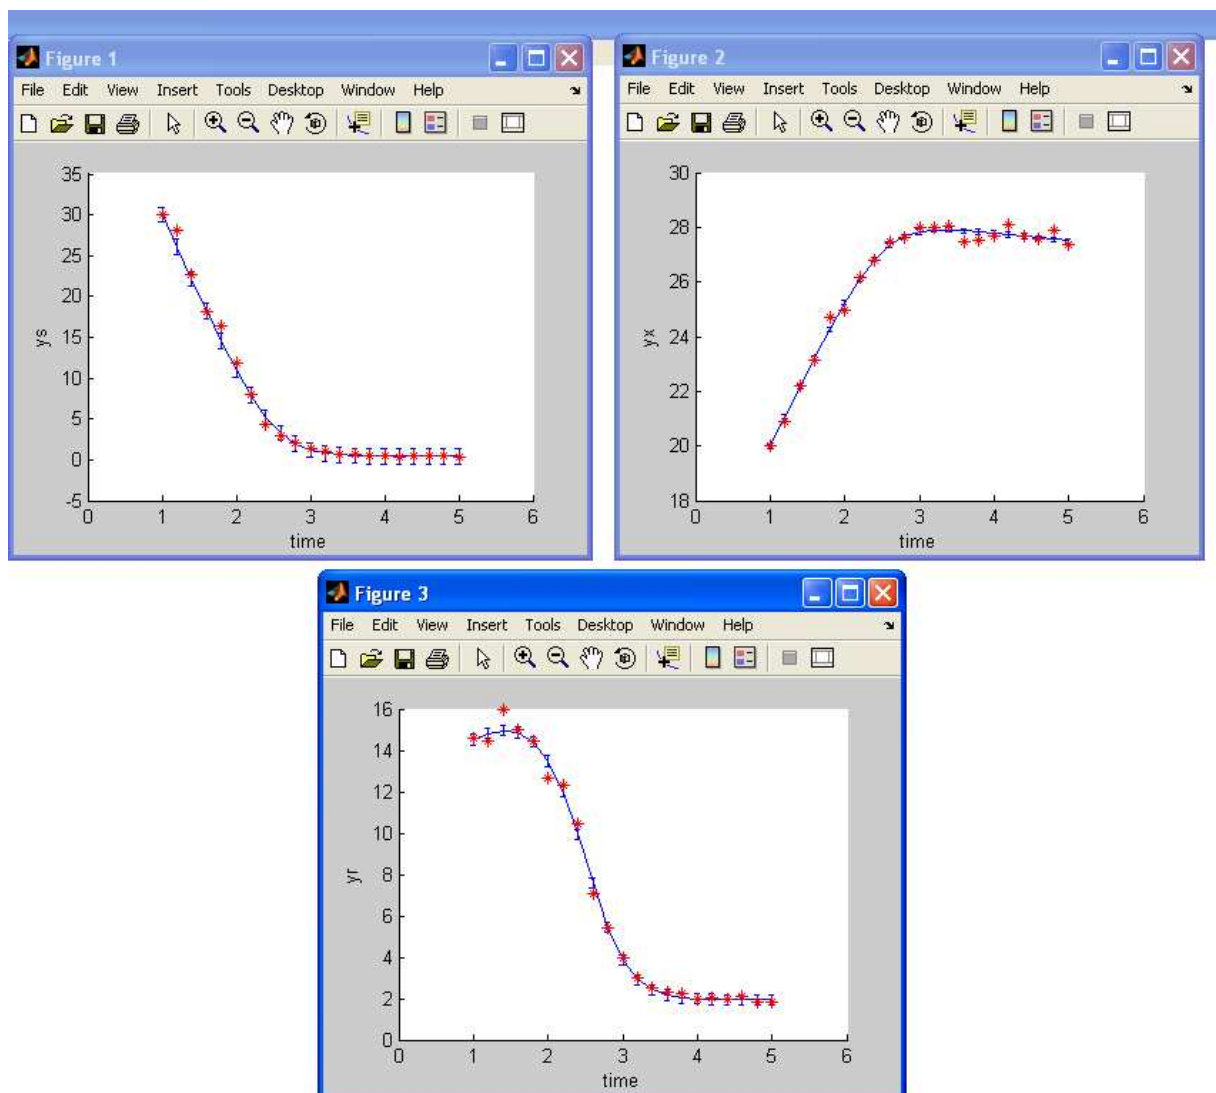 Figure 1
File Edit View Insert Tools Desktop Window Help
35
30
25
20
15
10
5
0
-5
ys
0 1 2 3 4 5 6
time
Figure 2
File Edit View Insert Tools Desktop Window Help
30
28
26
24
22
20
18
yx
0 1 2 3 4 5 6
time
Figure 3
File Edit View Insert Tools Desktop Window Help
16
14
12
10
8
6
4
2
0
yr
0 1 2 3 4 5 6
time